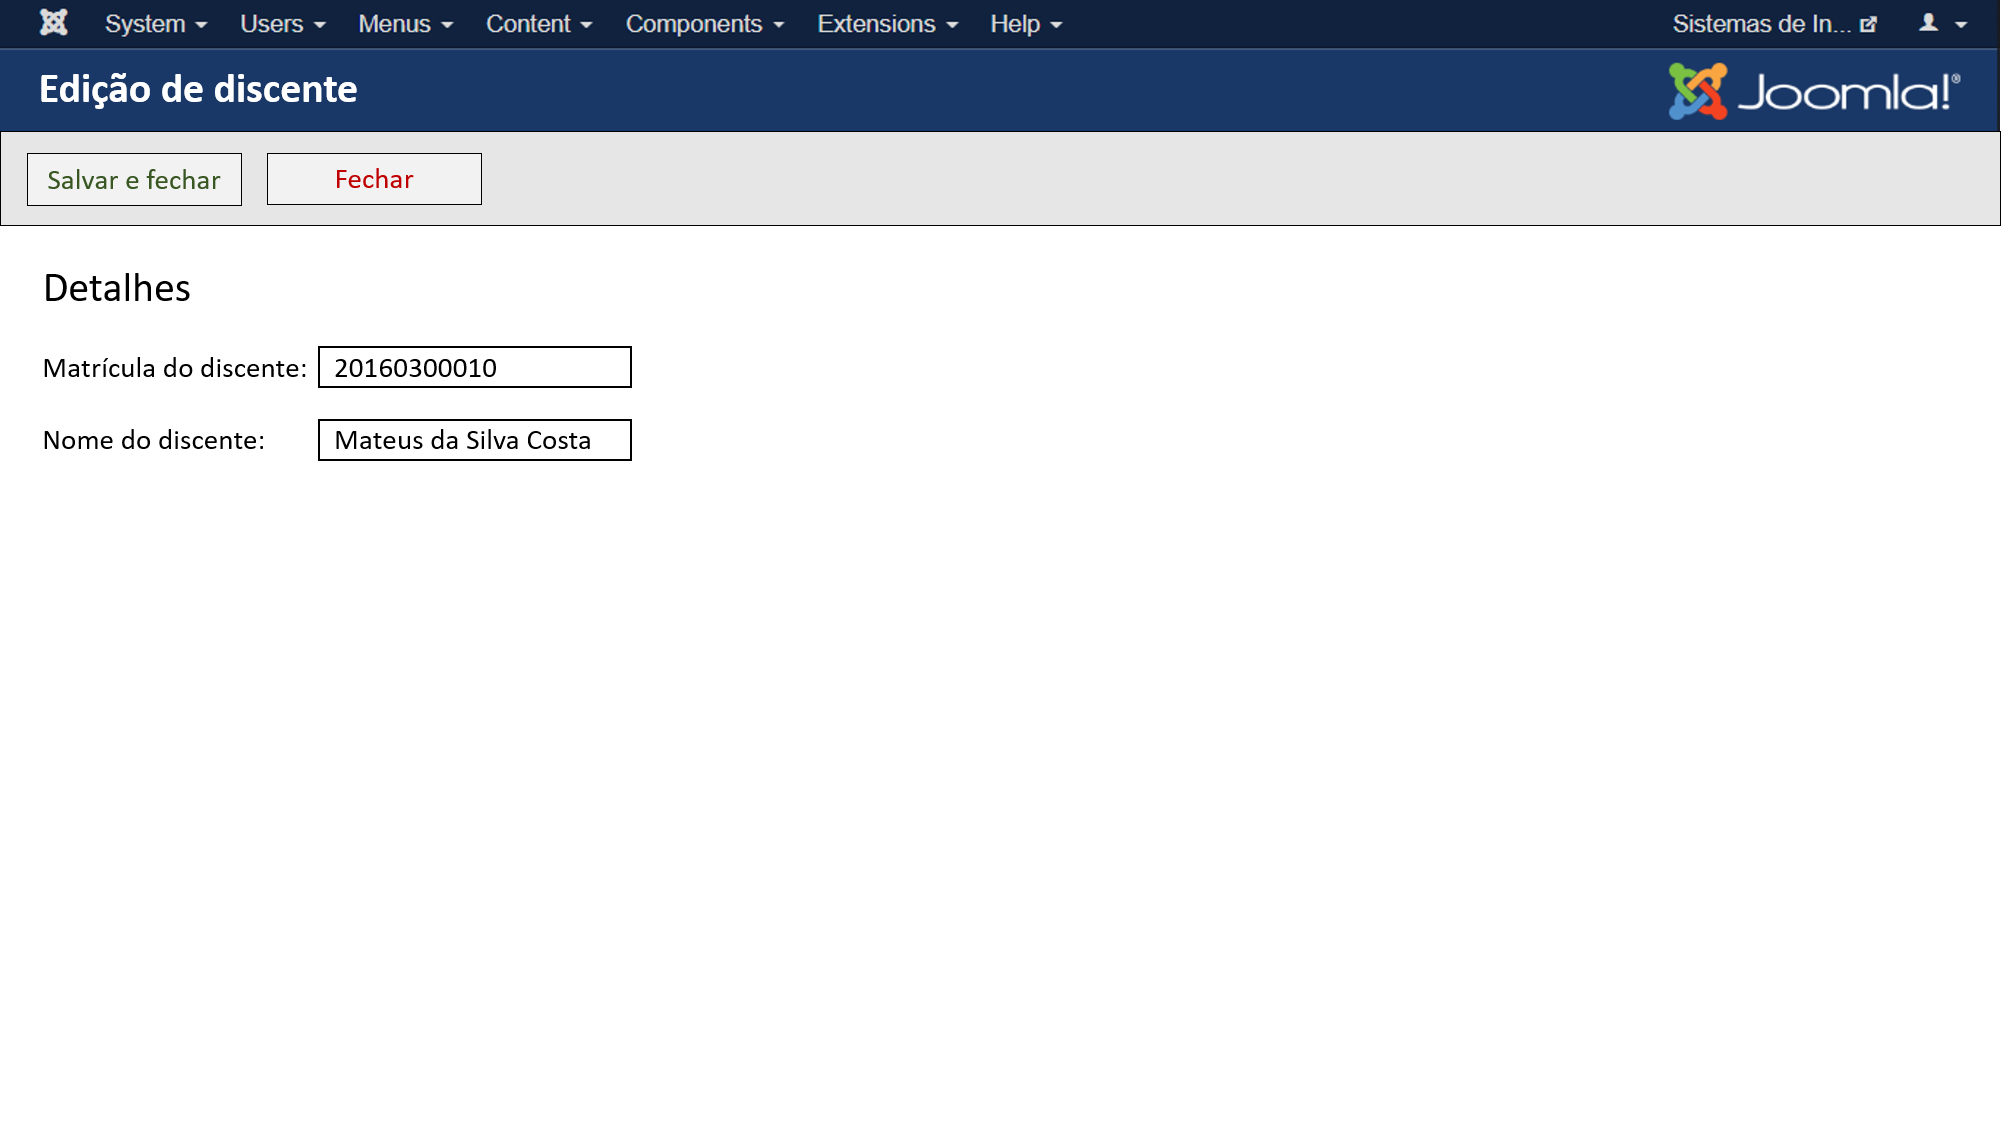 System Users Menus Content Components Extensions Help Sistemas de In...
Edição de discente
Joomla!®
Salvar e fechar Fechar
Detalhes
Matrícula do discente: 20160300010
Nome do discente: Mateus da Silva Costa